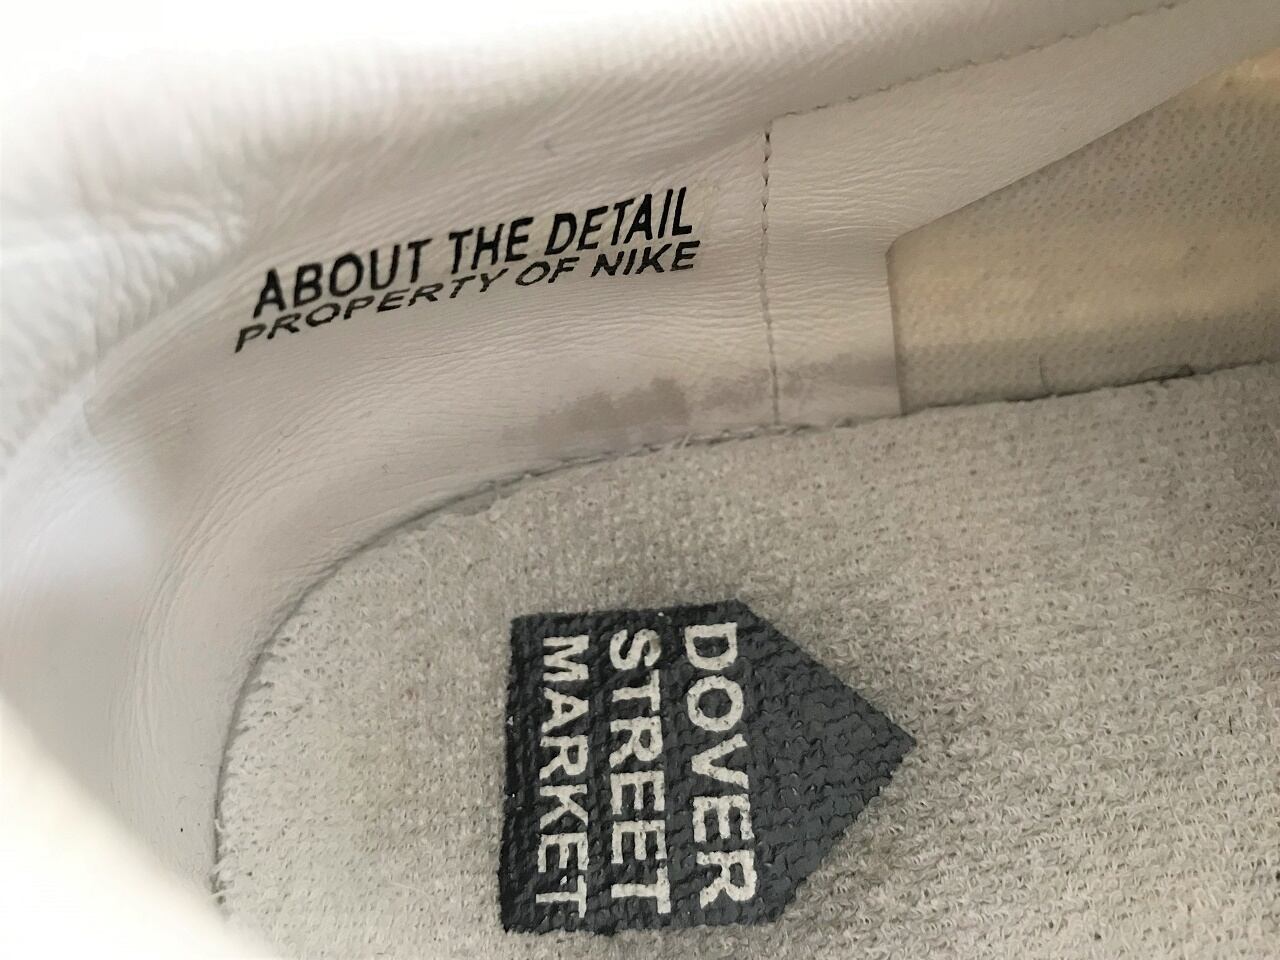 ABOUT THE DETAIL
PROPERTY OF NIKE
DOVER
STREET
MARKET